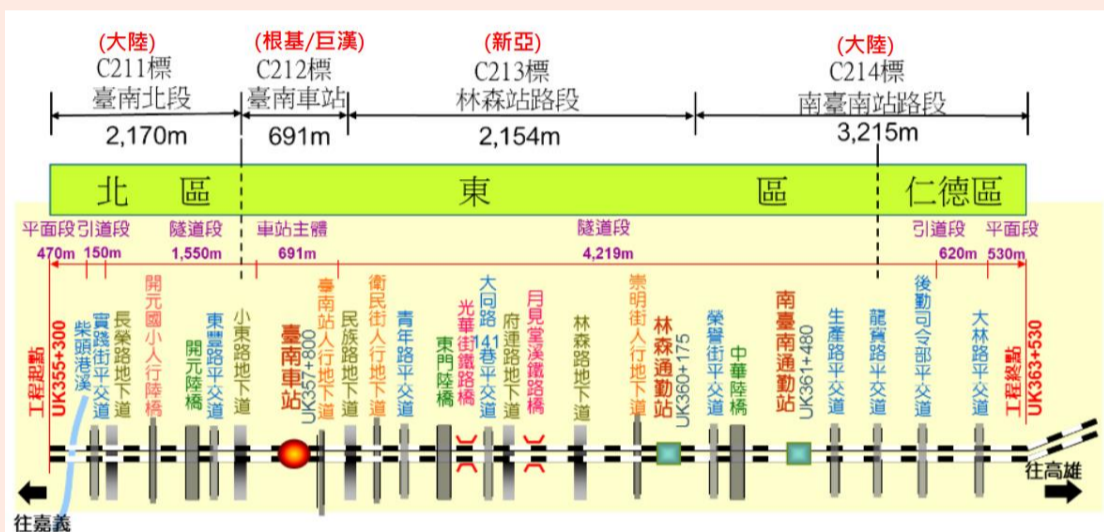 (大陸)
C211標
臺南北段
2,170m
(根基/巨漢)
C212標
臺南車站
691m
(新亞)
C213標
林森站路段
2,154m
(大陸)
C214標
南臺南站路段
3,215m
北 區
東 區
仁德區
平面段
470m
引道段
150m
隧道段
1,550m
車站主體
691m
隧道段
4,219m
引道段
620m
平面段
530m
工程起點
UK355+300
柴頭港溪
實踐街平交道
長榮路地下道
開元國小人行陸橋
開元陸橋
東豐路平交道
小東路地下道
臺南車站
UK357+800
臺南站人行地下道
民族路地下道
衛民街人行地下道
青年路平交道
東門陸橋
光華街鐵路橋
大同路141巷平交道
府連路地下道
月見堂溪鐵路橋
林森路地下道
崇明街人行地下道
林森通勤站
UK360+175
榮譽街平交道
中華陸橋
南臺南通勤站
UK361+480
生產路平交道
龍寶路平交道
後勤司令部平交道
大林路平交道
工程終點
UK363+530
往嘉義
往高雄